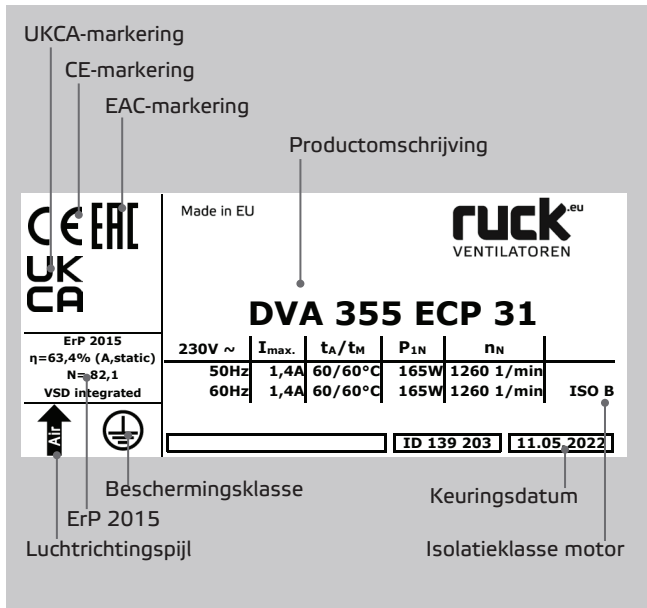 UKCA-markering
CE-markering
EAC-markering
Productomschrijving
CE EAC
UK
CA
Made in EU
ruck.eu
VENTILATOREN
DVA 355 ECP 31
ErP 2015
η=63,4% (A,static)
N= 82,1
VSD integrated
230V ~ Imax. tA/tM P1N nN
50Hz 1,4A 60/60°C 165W 1260 1/min
60Hz 1,4A 60/60°C 165W 1260 1/min ISO B
Air
ID 139 203 11.05.2022
Beschermingsklasse
Keuringsdatum
ErP 2015
Luchtrichtingspijl
Isolatieklasse motor